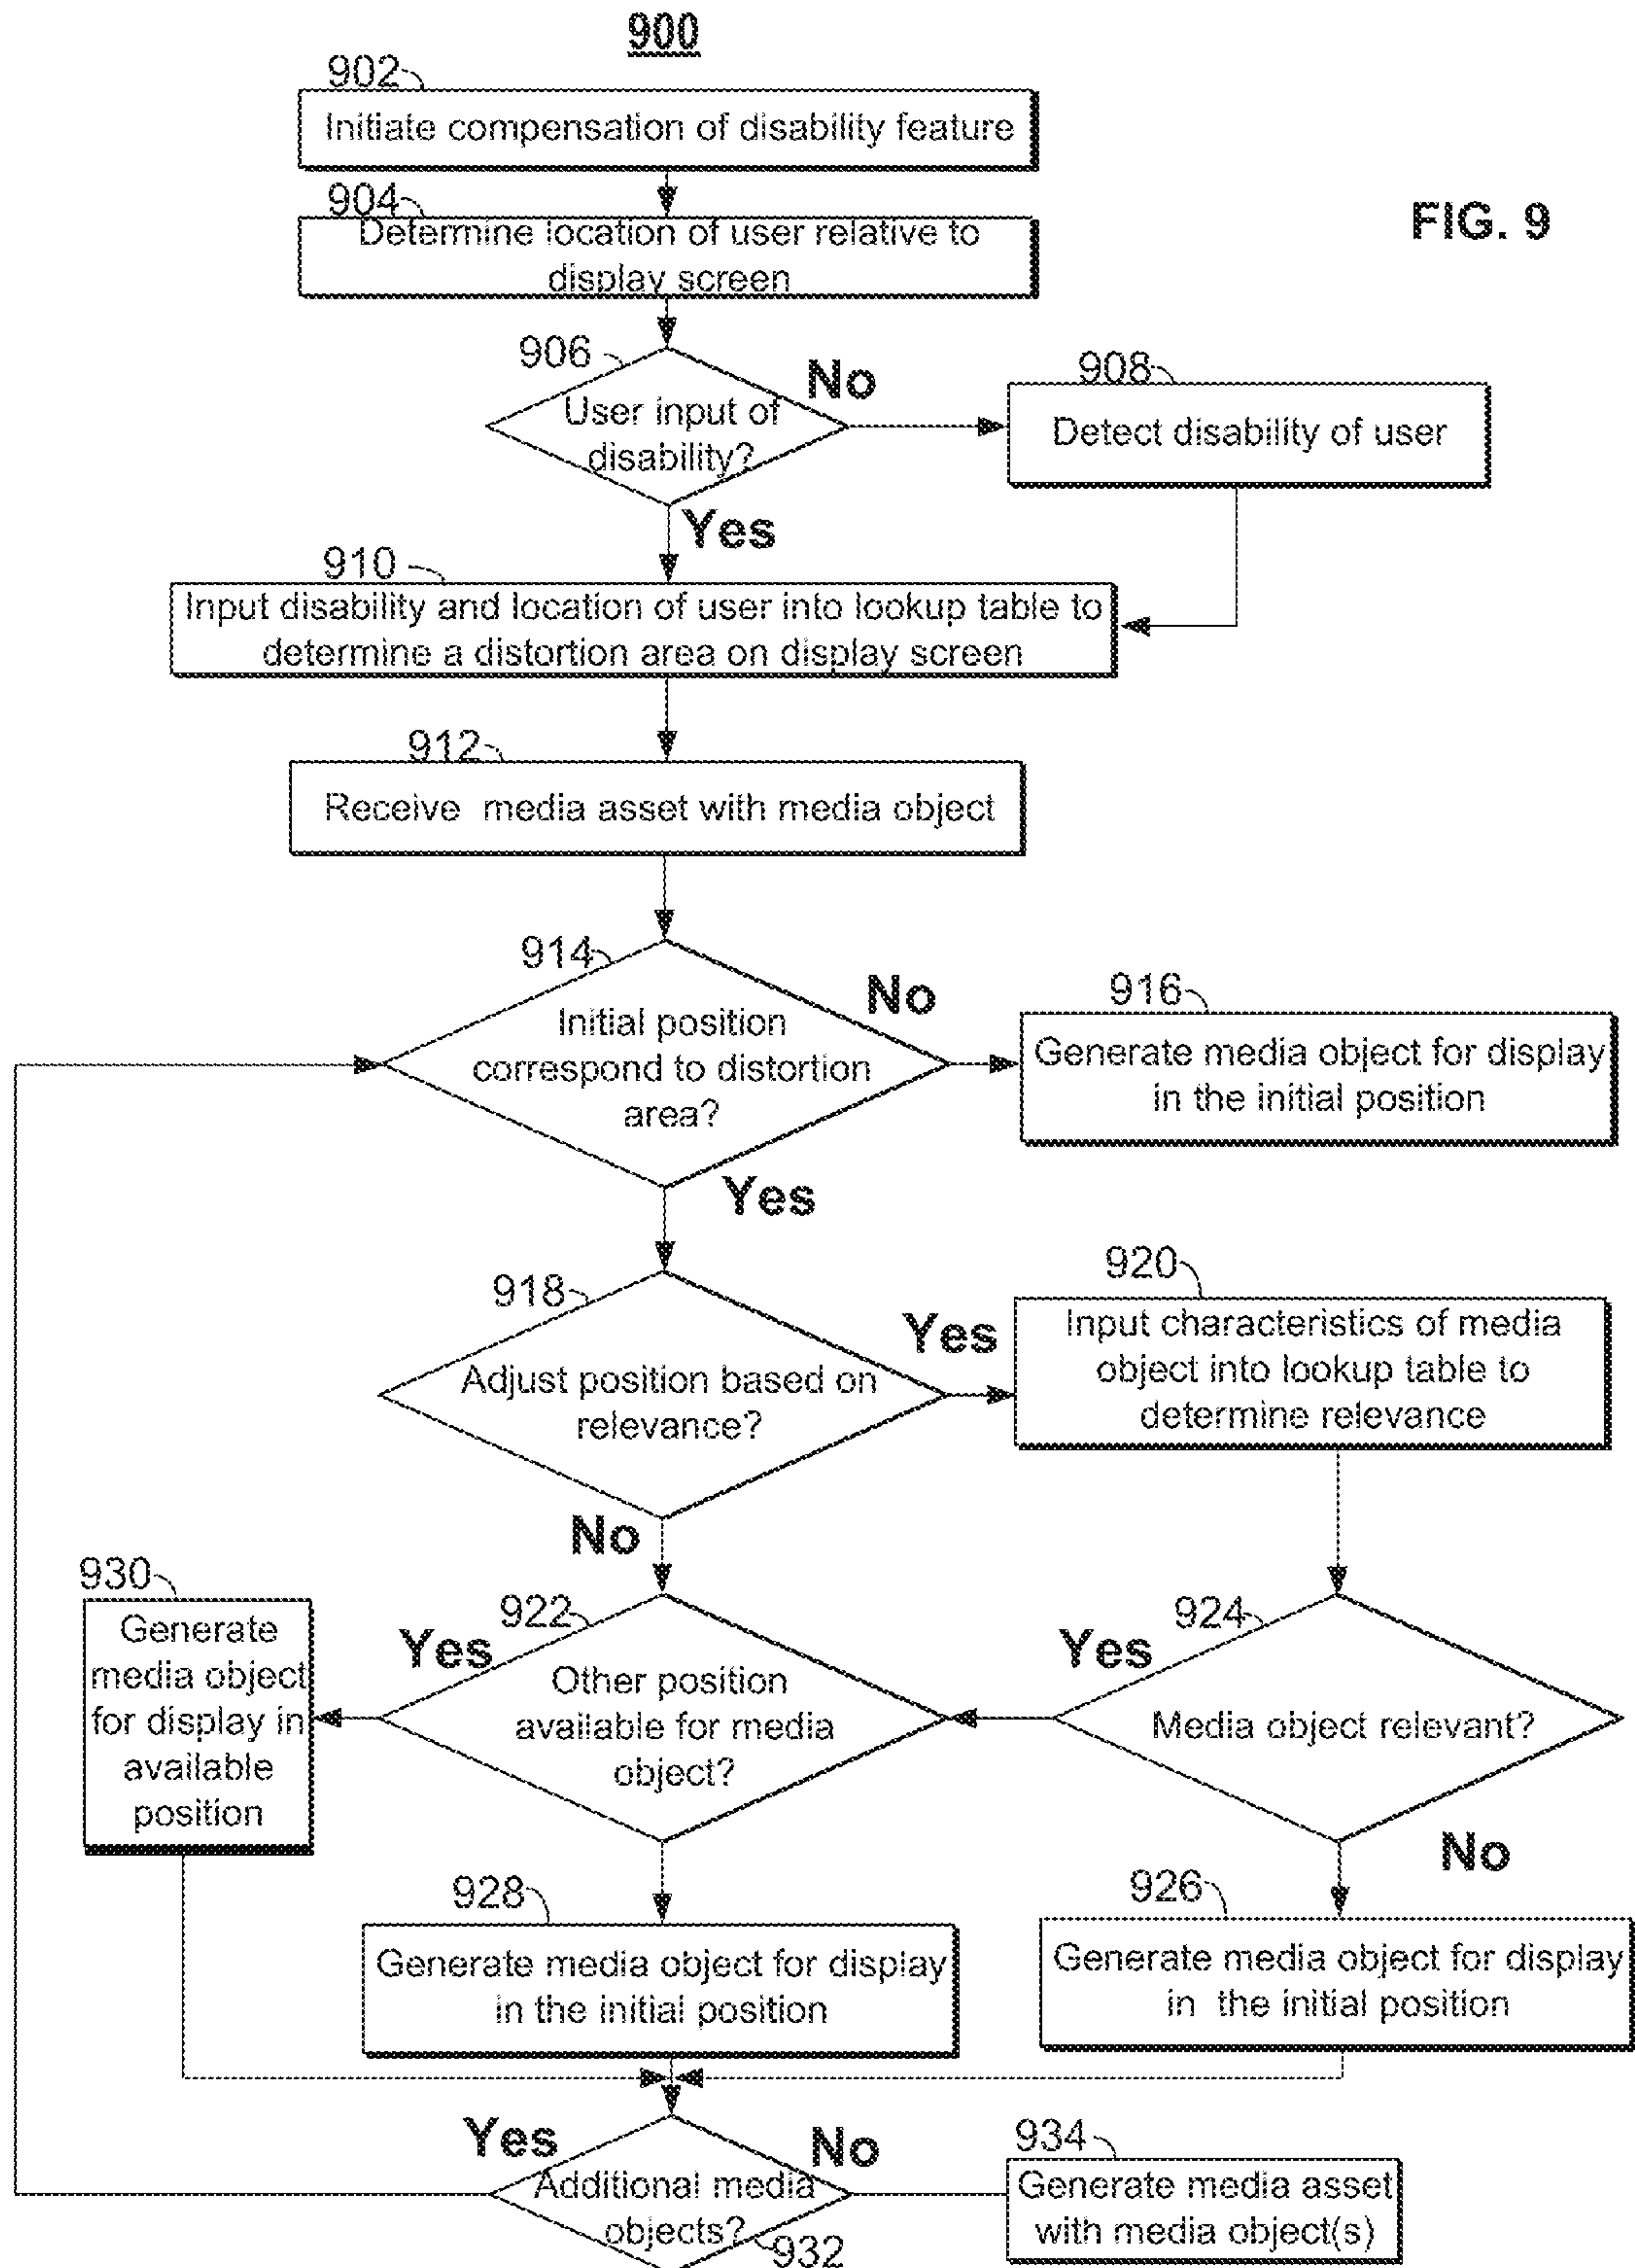 900
902
Initiate compensation of disability feature
904
Determine location of user relative to
display screen
FIG. 9
906
No
908
User input of
disability?
Detect disability of user
Yes
910
Input disability and location of user into lookup table to
determine a distortion area on display screen
912
Receive media asset with media object
914
No
916
Initial position
correspond to distortion
area?
Generate media object for display
in the initial position
Yes
918
Yes
920
Adjust position based on
relevance?
Input characteristics of media
object into lookup table to
determine relevance
No
930
Generate
media object
for display in
available
position
Yes
922
Other position
available for media
object?
Yes
924
Media object relevant?
No
928
Generate media object for display
in the initial position
926
Generate media object for display
in the initial position
Yes
No
934
Additional media
objects?
932
Generate media asset
with media object(s)